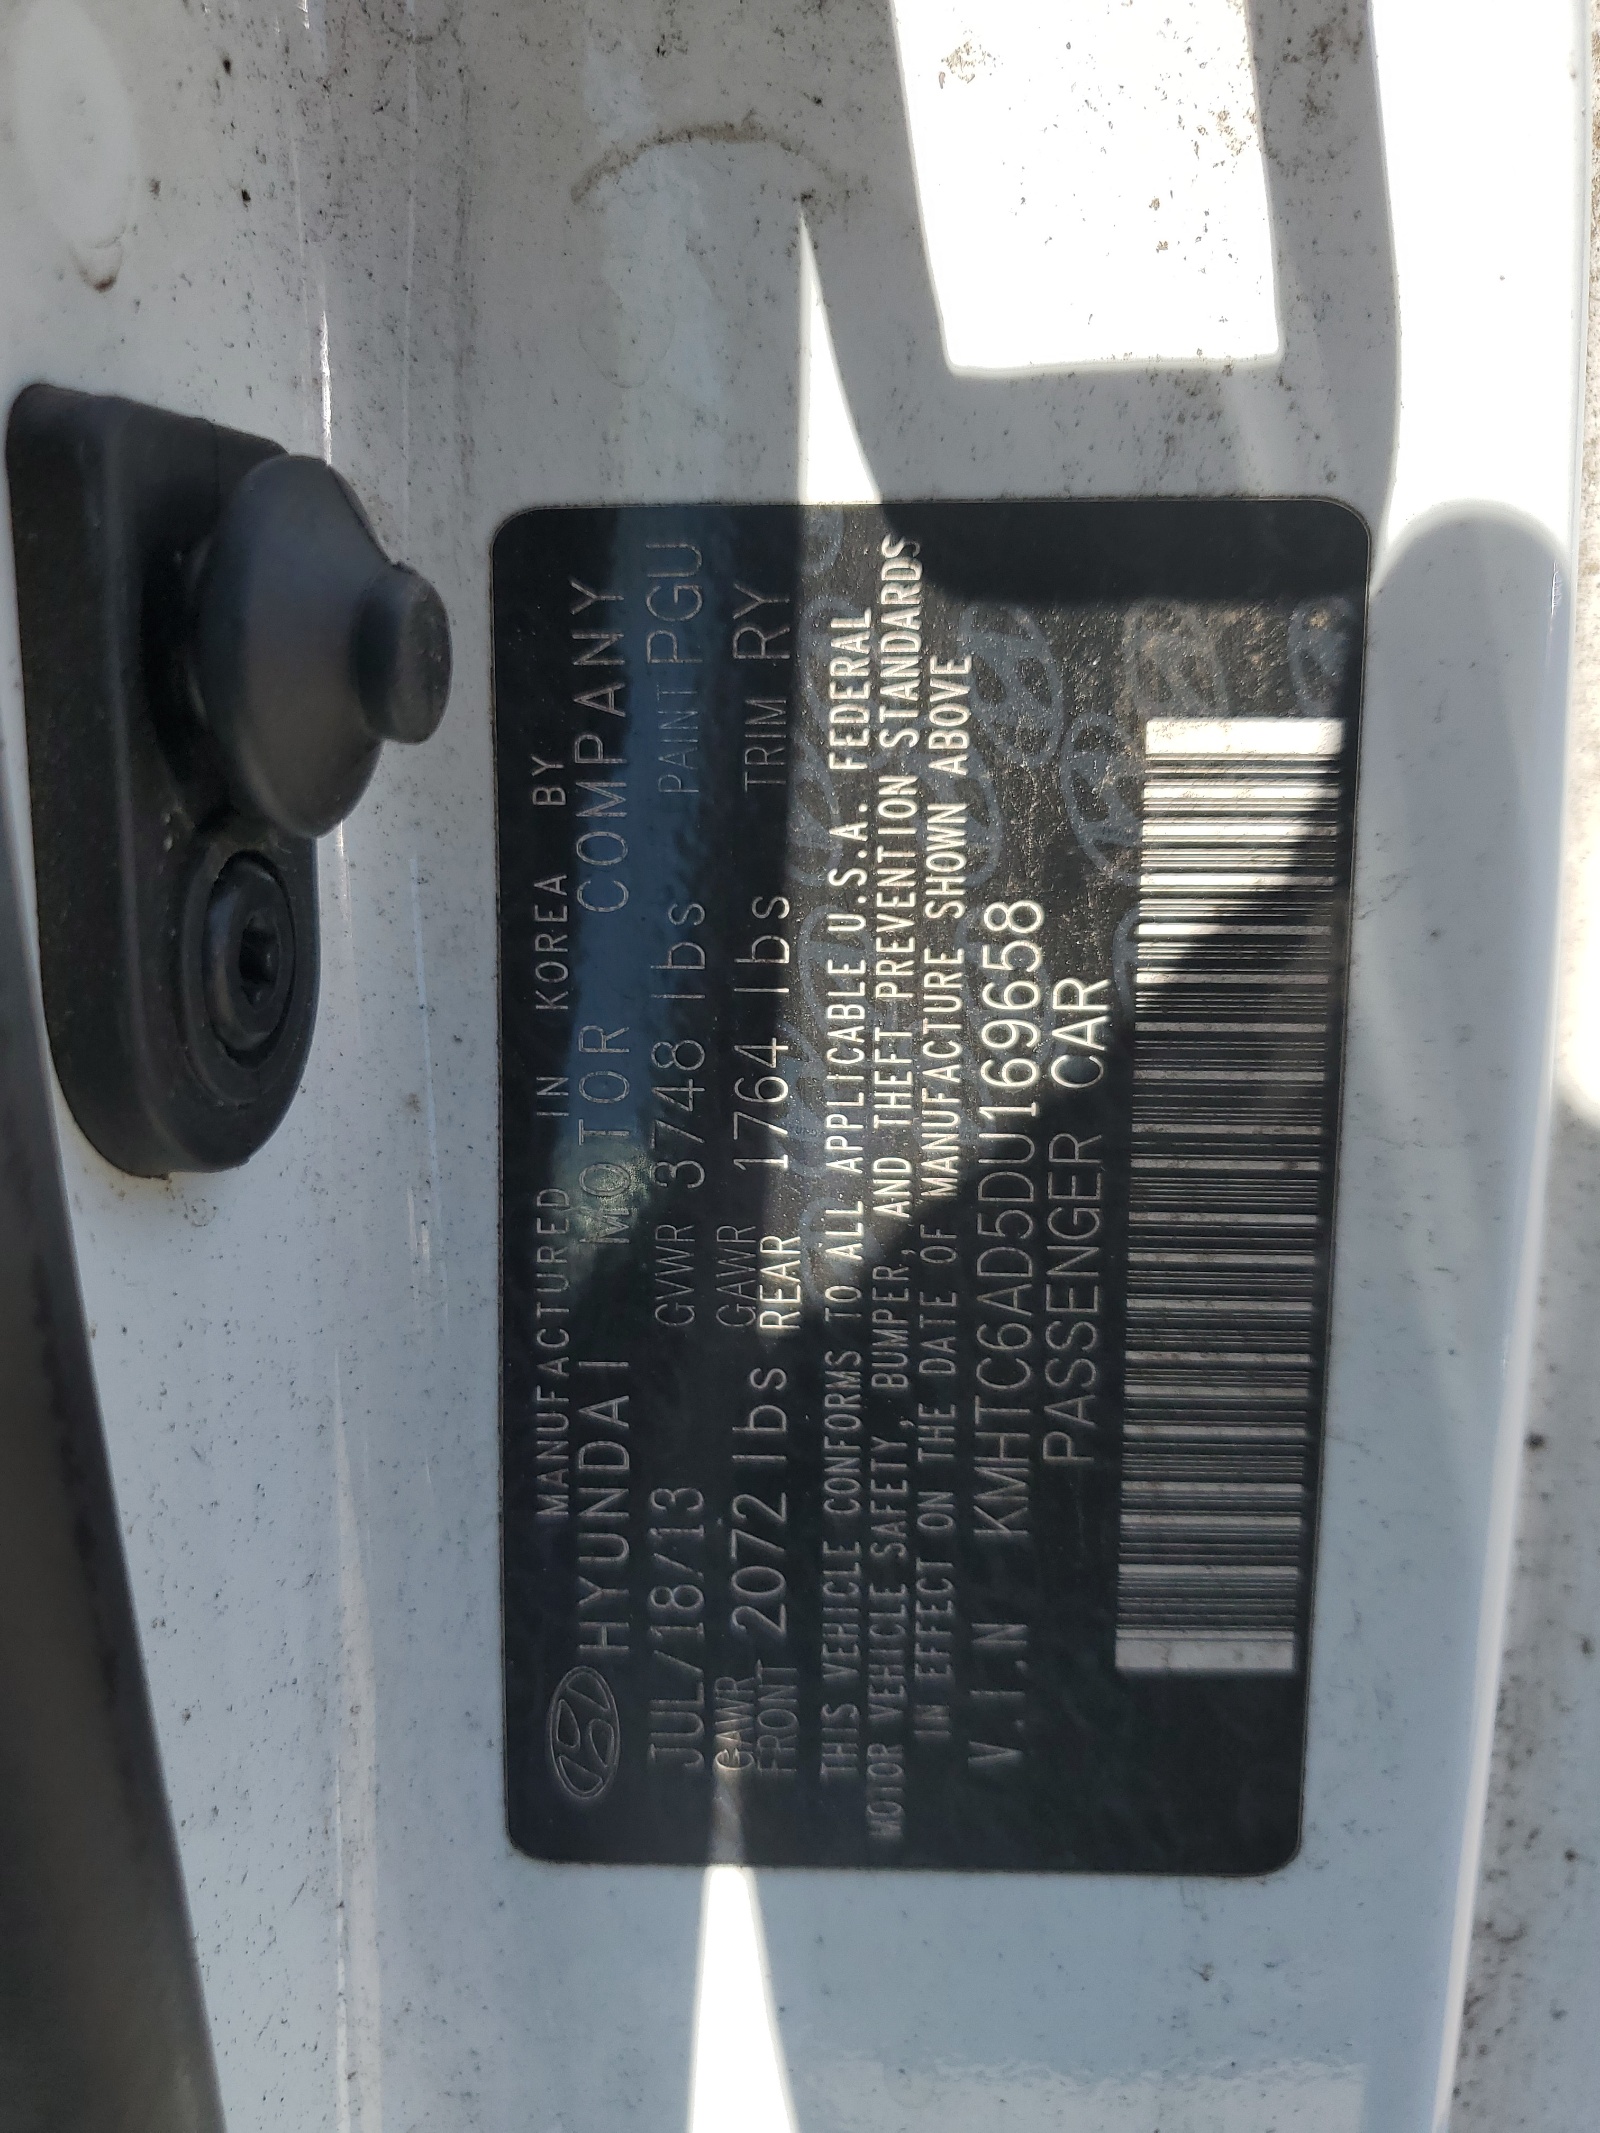 MANUFACTURED IN KOREA BY
HYUNDAI MOTOR COMPANY
JUL/18/13 GVWR 3748 lbs PAINT PGU
GAWR FRONT 2072 lbs GAWR REAR 1764 lbs TRIM RY
THIS VEHICLE CONFORMS TO ALL APPLICABLE U.S.A. FEDERAL
MOTOR VEHICLE SAFETY, BUMPER, AND THEFT PREVENTION STANDARDS
IN EFFECT ON THE DATE OF MANUFACTURE SHOWN ABOVE
V.I.N KMHTC6AD5DU169658
PASSENGER CAR